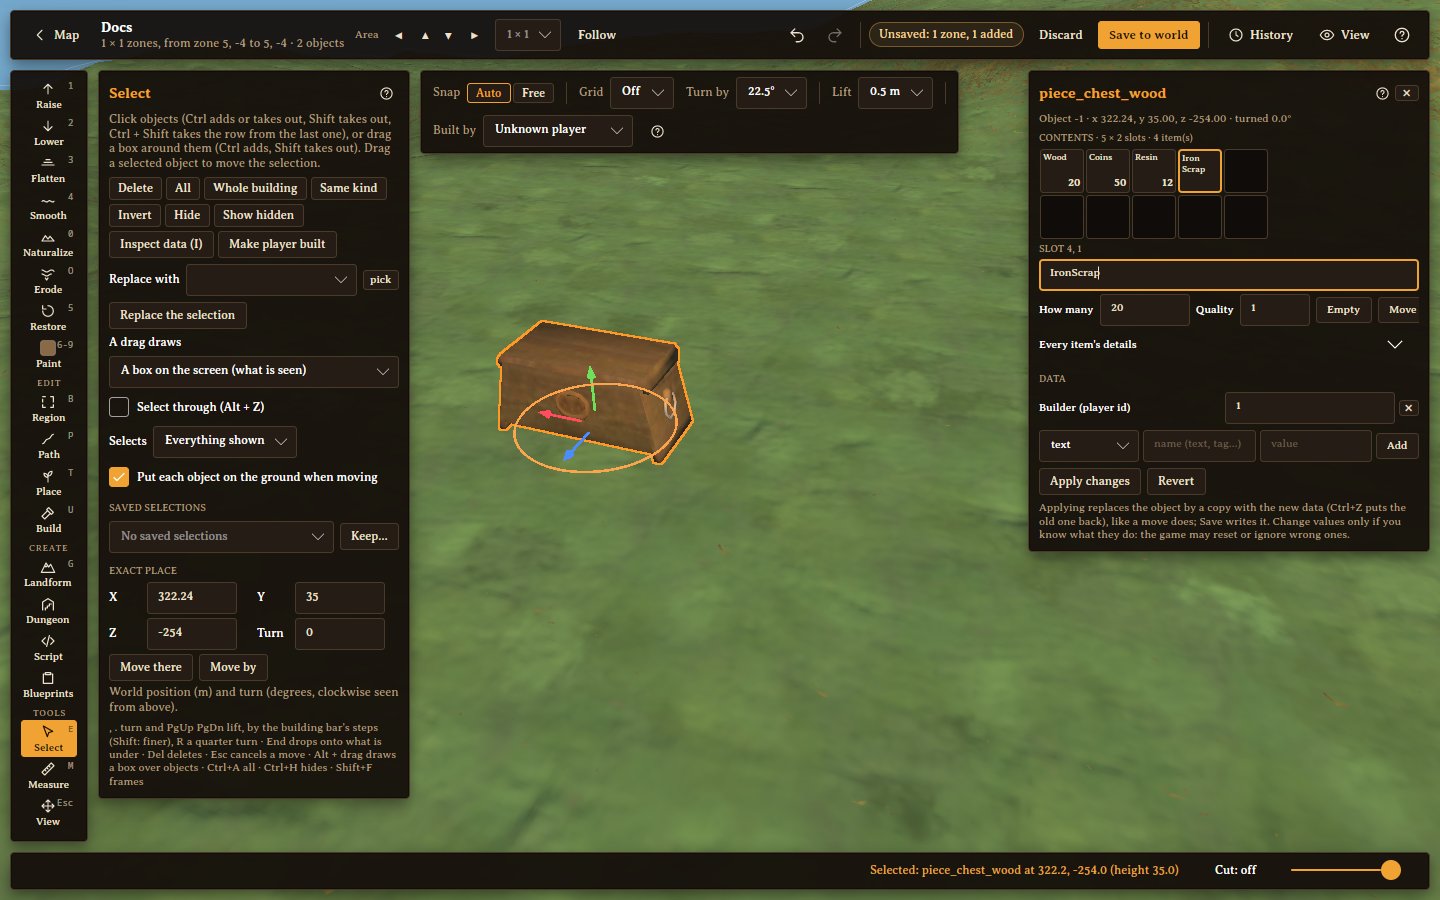 Map
Docs
1 × 1 zones, from zone 5, -4 to 5, -4 · 2 objects
Area
1 × 1
Follow
Unsaved: 1 zone, 1 added
Discard
Save to world
History
View
1
Raise
2
Lower
3
Flatten
4
Smooth
0
Naturalize
O
Erode
5
Restore
6-9
Paint
EDIT
B
Region
P
Path
T
Place
U
Build
CREATE
G
Landform
Dungeon
Script
Blueprints
TOOLS
E
Select
M
Measure
Esc
View
Select
Click objects (Ctrl adds or takes out, Shift takes out,
Ctrl + Shift takes the row from the last one), or drag
a box around them (Ctrl adds, Shift takes out). Drag
a selected object to move the selection.
Delete
All
Whole building
Same kind
Invert
Hide
Show hidden
Inspect data (I)
Make player built
Replace with
pick
Replace the selection
A drag draws
A box on the screen (what is seen)
Select through (Alt + Z)
Selects
Everything shown
Put each object on the ground when moving
SAVED SELECTIONS
No saved selections
Keep...
EXACT PLACE
X
322.24
Y
35
Z
-254
Turn
0
Move there
Move by
World position (m) and turn (degrees, clockwise seen
from above).
, . turn and PgUp PgDn lift, by the building bar's steps
(Shift: finer), R a quarter turn · End drops onto what is
under · Del deletes · Esc cancels a move · Alt + drag draws
a box over objects · Ctrl+A all · Ctrl+H hides · Shift+F
frames
Snap
Auto
Free
Grid
Off
Turn by
22.5°
Lift
0.5 m
Built by
Unknown player
piece_chest_wood
Object -1 · x 322.24, y 35.00, z -254.00 · turned 0.0°
CONTENTS · 5 × 2 slots · 4 item(s)
Wood
20
Coins
50
Resin
12
Iron
Scrap
SLOT 4, 1
IronScrap
How many
20
Quality
1
Empty
Move
Every item's details
DATA
Builder (player id)
1
text
name (text, tag...)
value
Add
Apply changes
Revert
Applying replaces the object by a copy with the new data (Ctrl+Z puts the
old one back), like a move does; Save writes it. Change values only if you
know what they do: the game may reset or ignore wrong ones.
Selected: piece_chest_wood at 322.2, -254.0 (height 35.0)
Cut: off